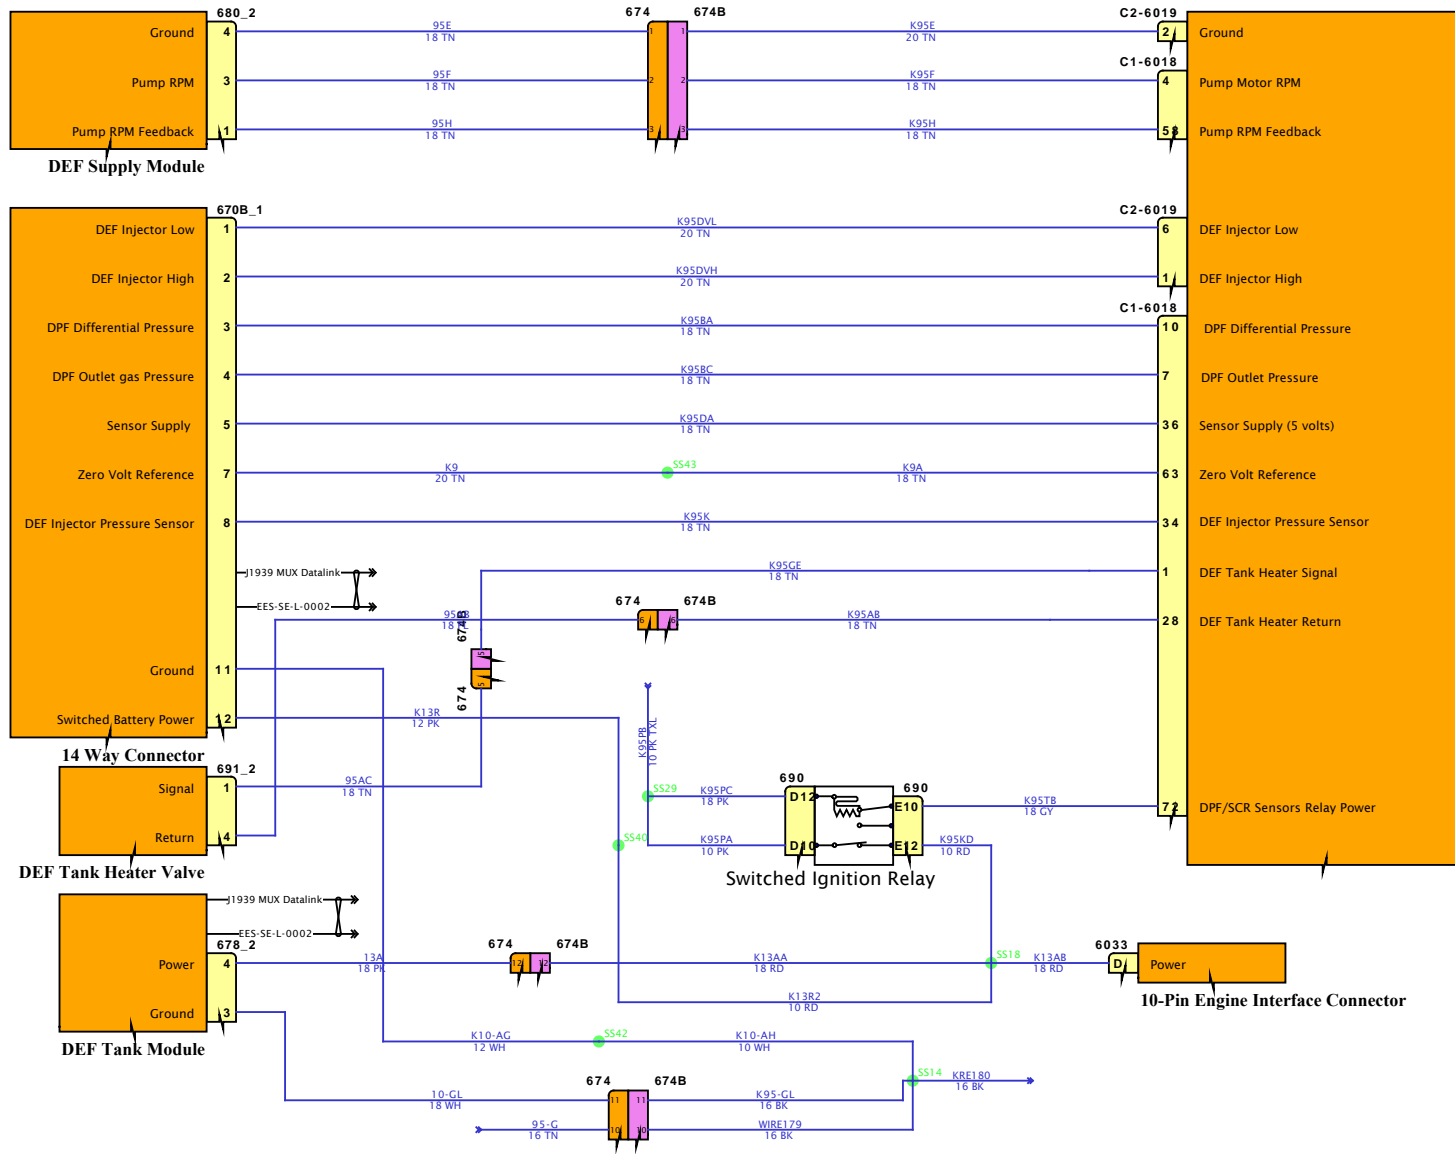 680_2
674
674B
C2-6019
Ground
4
95E
18 TN
1
1
K95E
20 TN
2
Ground
C1-6018
Pump RPM
3
95F
18 TN
2
2
K95F
18 TN
4
Pump Motor RPM
Pump RPM Feedback
1
95H
18 TN
3
3
K95H
18 TN
58
Pump RPM Feedback
DEF Supply Module
670B_1
C2-6019
DEF Injector Low
1
K95DVL
20 TN
6
DEF Injector Low
DEF Injector High
2
K95DVH
20 TN
1
DEF Injector High
C1-6018
DPF Differential Pressure
3
K95BA
18 TN
10
DPF Differential Pressure
DPF Outlet gas Pressure
4
K95BC
18 TN
7
DPF Outlet Pressure
Sensor Supply
5
K95DA
18 TN
36
Sensor Supply (5 volts)
Zero Volt Reference
7
K9
20 TN
SS43
K9A
18 TN
63
Zero Volt Reference
DEF Injector Pressure Sensor
8
K95K
18 TN
34
DEF Injector Pressure Sensor
J1939 MUX Datalink
K95GE
18 TN
1
DEF Tank Heater Signal
EES-SE-L-0002
674B
674
674B
6
6
K95AB
18 TN
28
DEF Tank Heater Return
5
5
674
Ground
11
Switched Battery Power
12
K13R
12 PK
K95PB
10 PK TXL
14 Way Connector
691_2
Signal
1
95AC
18 TN
Return
4
DEF Tank Heater Valve
SS29
K95PC
18 PK
690
D12
690
E10
K95TB
18 GY
72
DPF/SCR Sensors Relay Power
SS40
K95PA
10 PK
D10
E12
K95KD
10 RD
Switched Ignition Relay
J1939 MUX Datalink
EES-SE-L-0002
678_2
Power
4
13A
18 PK
674
674B
12
12
K13AA
18 RD
SS18
K13AB
18 RD
6033
D
Power
10-Pin Engine Interface Connector
K13R2
10 RD
Ground
3
DEF Tank Module
K10-AG
12 WH
SS42
K10-AH
10 WH
SS14
KRE180
16 BK
674
674B
10-GL
18 WH
11
11
K95-GL
16 BK
95-G
16 TN
10
10
WIRE179
16 BK